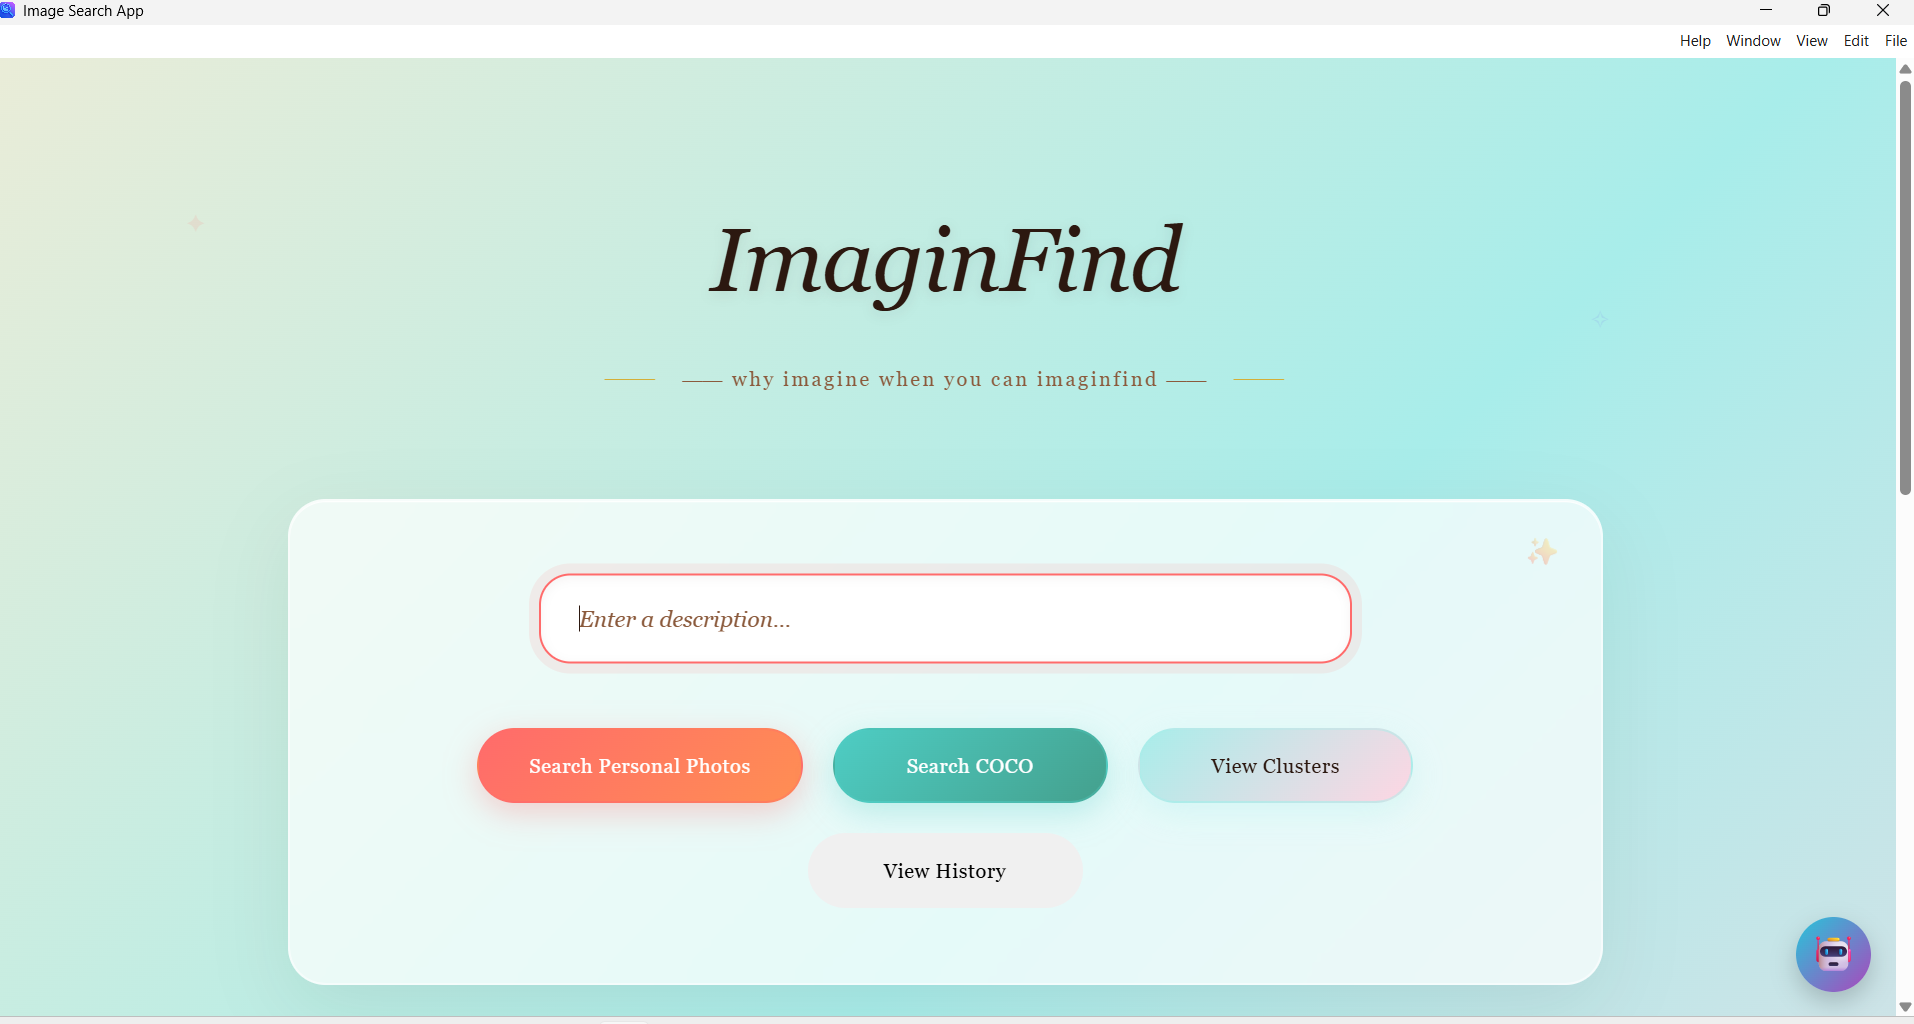 Image Search App
Help Window View Edit File
ImaginFind
why imagine when you can imaginfind
Enter a description...
Search Personal Photos
Search COCO
View Clusters
View History